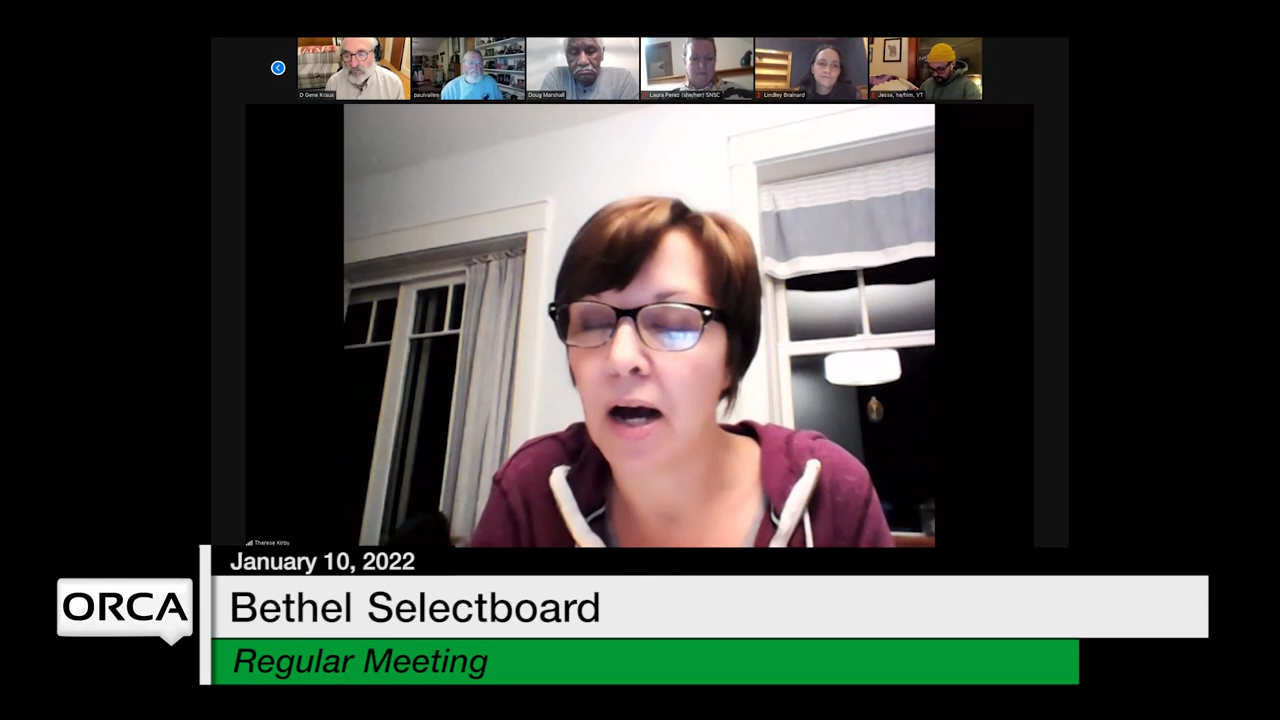 D Gene Kraus
paulvallee
Doug Marshall
Laura Perez (she/her) SNSC
Lindley Brainard
Jesse, he/him, VT
Therese Kirby
January 10, 2022
ORCA
Bethel Selectboard
Regular Meeting